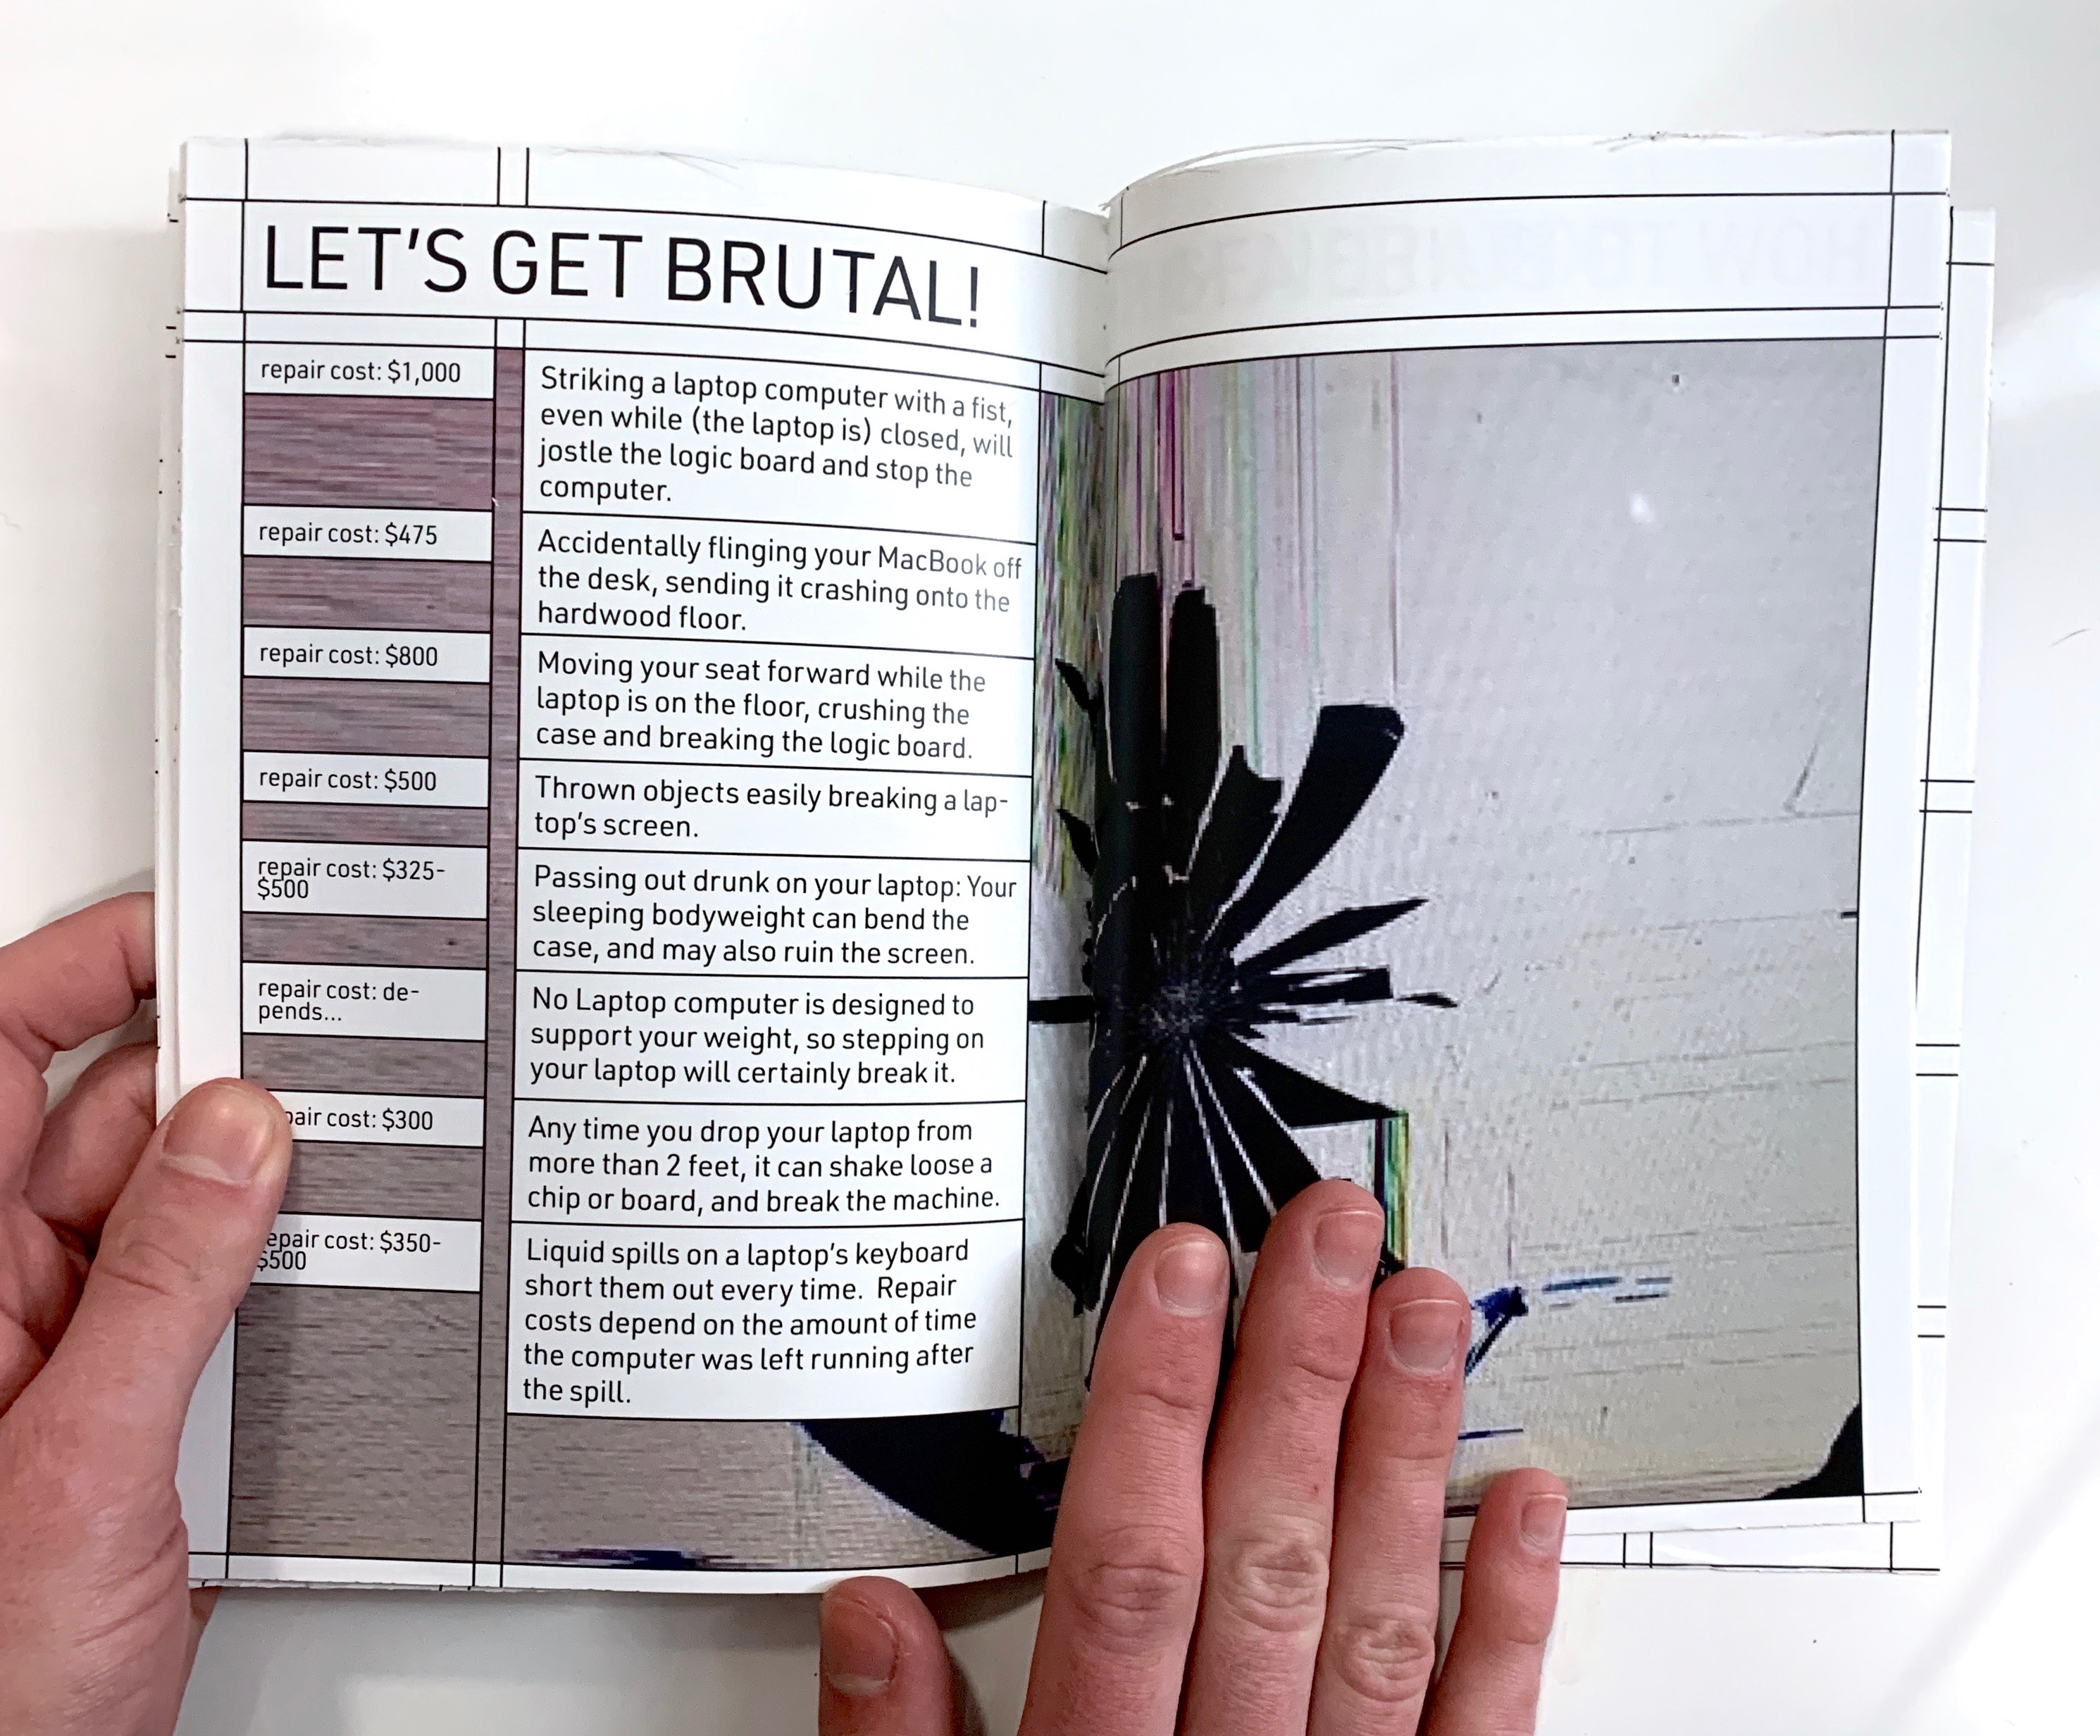 LET'S GET BRUTAL!
repair cost: $1,000
Striking a laptop computer with a fist,
even while (the laptop is) closed, will
jostle the logic board and stop the
computer.
repair cost: $475
Accidentally flinging your MacBook off
the desk, sending it crashing onto the
hardwood floor.
repair cost: $800
Moving your seat forward while the
laptop is on the floor, crushing the
case and breaking the logic board.
repair cost: $500
Thrown objects easily breaking a lap-
top's screen.
repair cost: $325-
$500
Passing out drunk on your laptop: Your
sleeping bodyweight can bend the
case, and may also ruin the screen.
repair cost: de-
pends...
No Laptop computer is designed to
support your weight, so stepping on
your laptop will certainly break it.
pair cost: $300
Any time you drop your laptop from
more than 2 feet, it can shake loose a
chip or board, and break the machine.
epair cost: $350-
$500
Liquid spills on a laptop's keyboard
short them out every time.  Repair
costs depend on the amount of time
the computer was left running after
the spill.